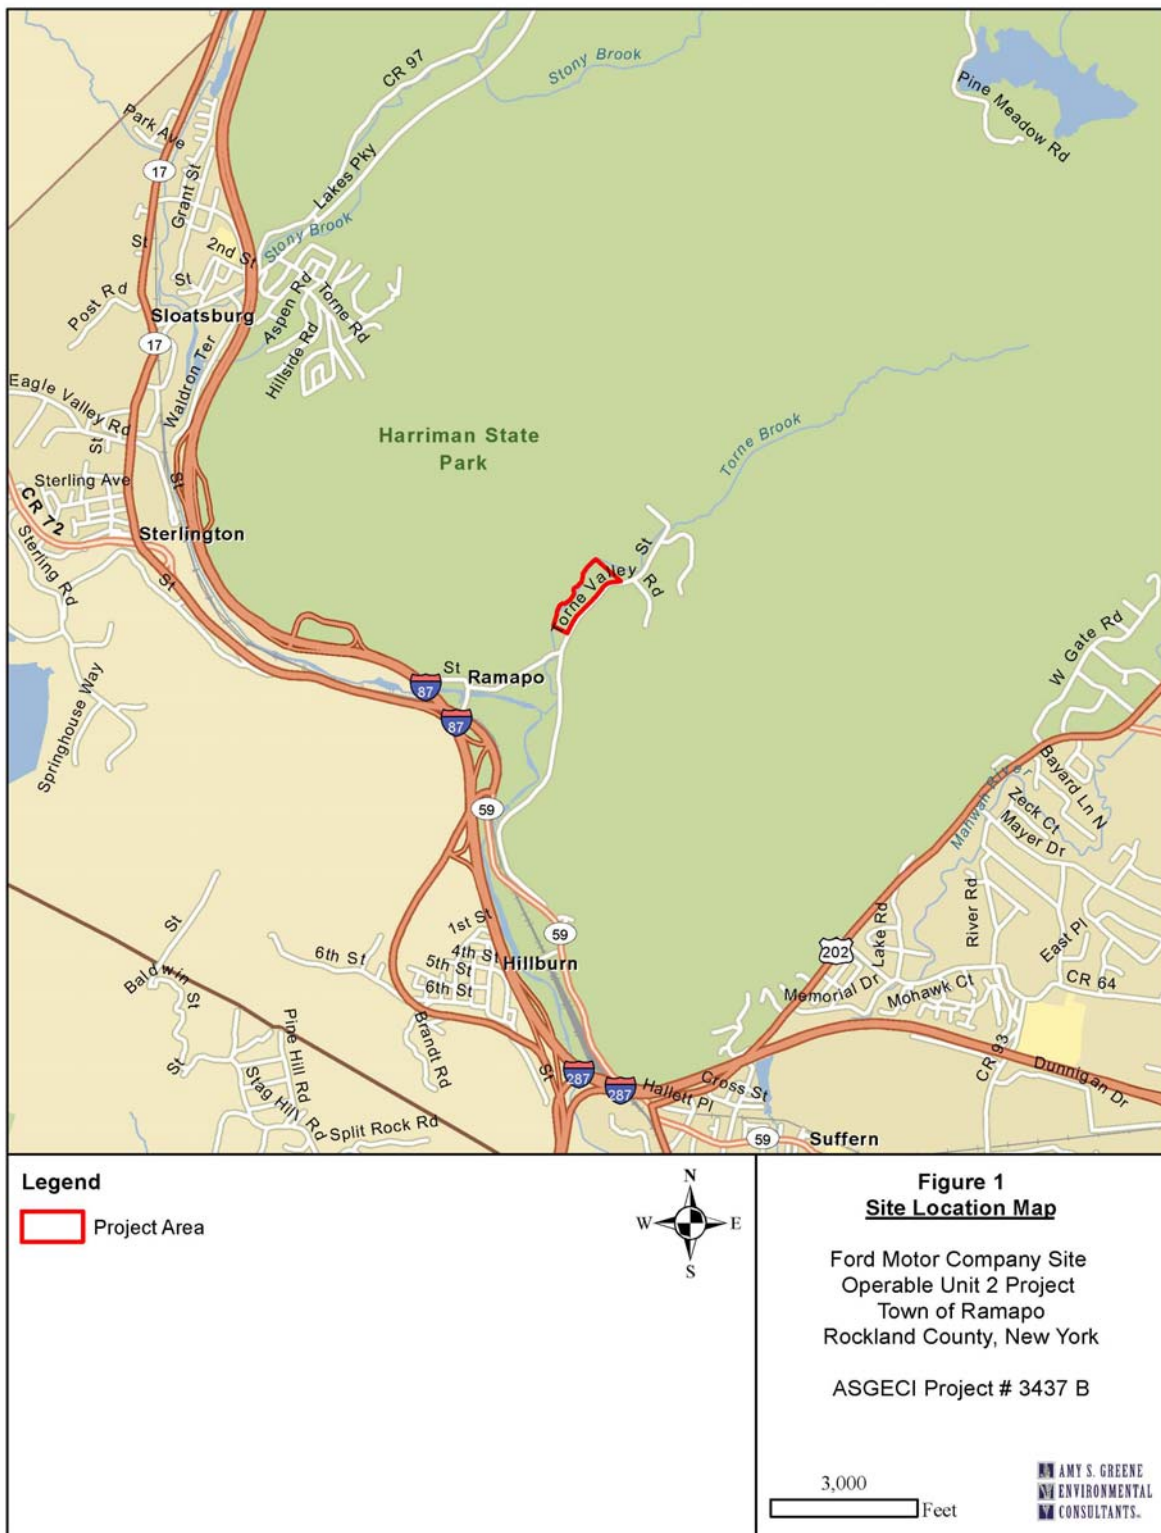 Stony Brook
CR 97
Pine Meadow Rd
Park Ave
17
Grant St
Lakes Pky
Stony Brook
St
2nd St
St
Post Rd
Sloatsburg
Aspen Rd
Torne Rd
17
Hillside Rd
Waldron Ter
Eagle Valley Rd
St
Harriman State
Park
Torne Brook
Sterling Ave
St
CR 72
Sterlington
Sterling Rd
St
St
Torne Valley
Rd
W Gate Rd
St
Ramapo
87
87
Springhouse Way
59
Mahwah River
Bayard Ln N
Zeck Ct
Mayer Dr
1st St
59
St
6th St
4th St
5th St
Hillburn
6th St
Lake Rd
River Rd
East Pl
202
Baldwin St
Memorial Dr
Mohawk Ct
CR 64
Pine Hill Rd
Brandt Rd
St
CR 93
Dunnigan Dr
St
287
287
Hallett Pl
Cross St
Stag Hill Rd
Split Rock Rd
59
Suffern
Legend
Project Area
N
W
E
S
Figure 1
Site Location Map
Ford Motor Company Site
Operable Unit 2 Project
Town of Ramapo
Rockland County, New York
ASGECI Project # 3437 B
3,000
Feet
AMY S. GREENE
ENVIRONMENTAL
CONSULTANTS